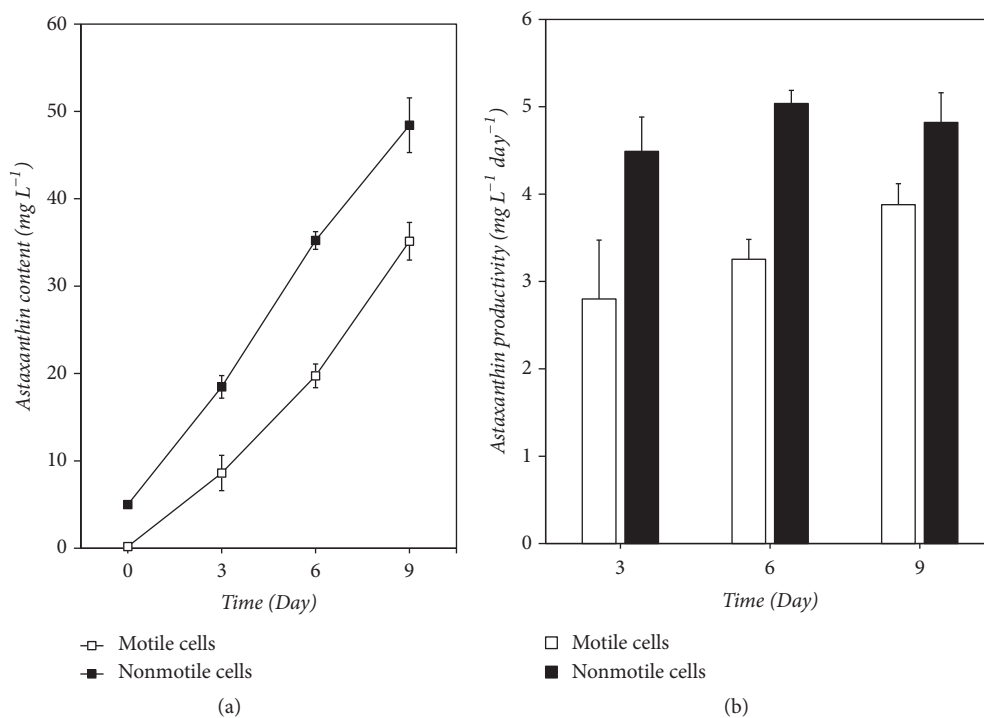 60
50
40
30
20
10
0
Astaxanthin content (mg L⁻¹)
0 3 6 9
Time (Day)
Motile cells
Nonmotile cells
(a)
6
5
4
3
2
1
0
Astaxanthin productivity (mg L⁻¹ day⁻¹)
3 6 9
Time (Day)
Motile cells
Nonmotile cells
(b)